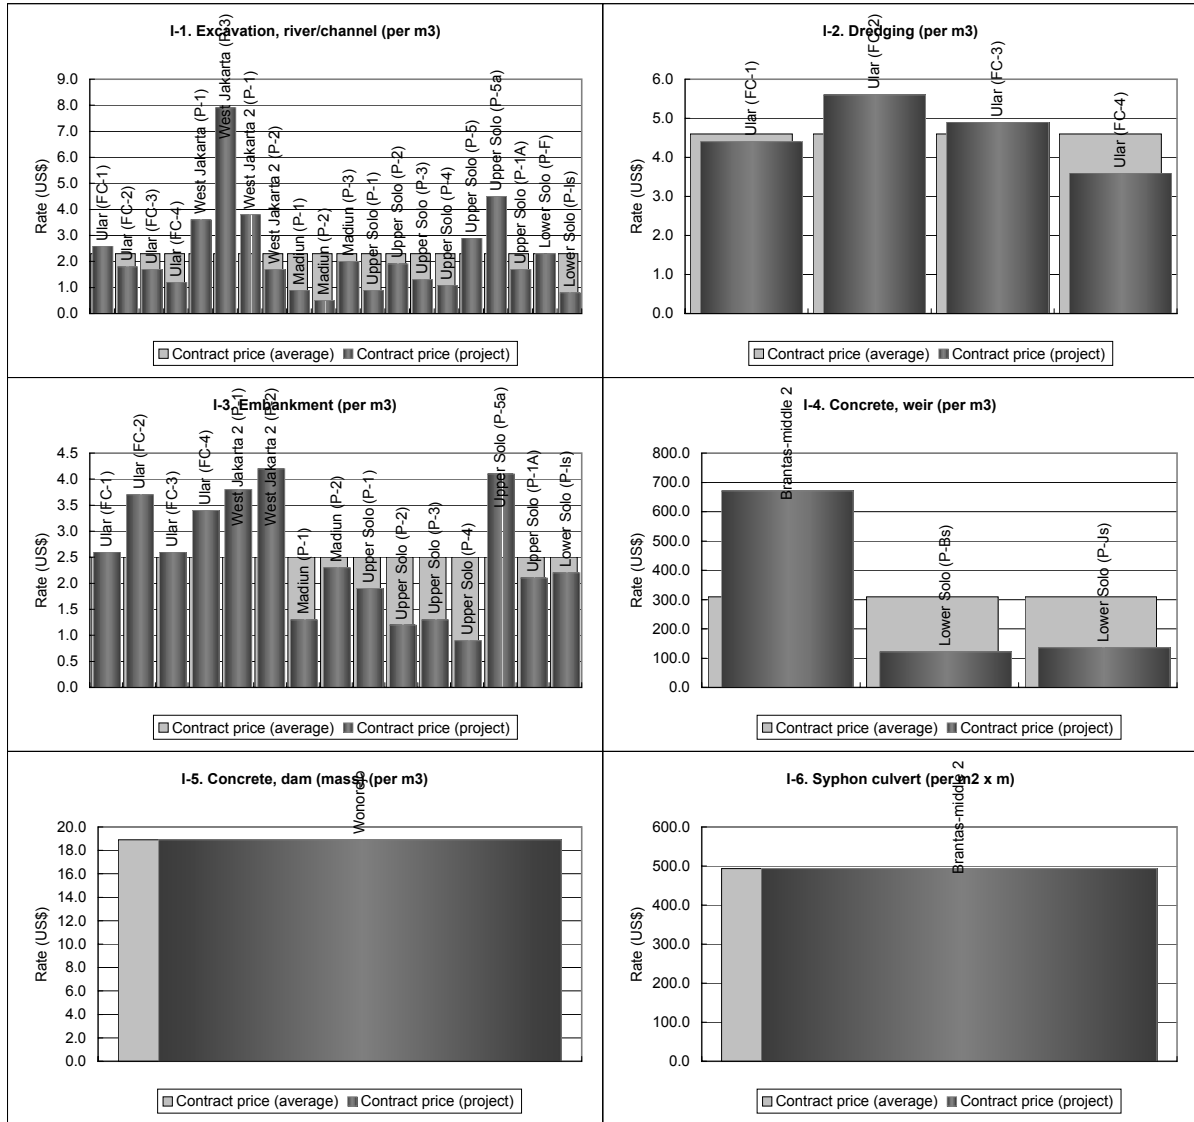 I-1. Excavation, river/channel (per m3)
Rate (US$)
9.0
8.0
7.0
6.0
5.0
4.0
3.0
2.0
1.0
0.0
Ular (FC-1)
Ular (FC-2)
Ular (FC-3)
Ular (FC-4)
West Jakarta (P-1)
West Jakarta (P-3)
West Jakarta 2 (P-1)
West Jakarta 2 (P-2)
Madiun (P-1)
Madiun (P-2)
Madiun (P-3)
Upper Solo (P-1)
Upper Solo (P-2)
Upper Solo (P-3)
Upper Solo (P-4)
Upper Solo (P-5)
Upper Solo (P-5a)
Upper Solo (P-1A)
Lower Solo (P-F)
Lower Solo (P-Is)
Contract price (average) Contract price (project)
I-2. Dredging (per m3)
Rate (US$)
6.0
5.0
4.0
3.0
2.0
1.0
0.0
Ular (FC-1)
Ular (FC-2)
Ular (FC-3)
Ular (FC-4)
Contract price (average) Contract price (project)
I-3. Embankment (per m3)
Rate (US$)
4.5
4.0
3.5
3.0
2.5
2.0
1.5
1.0
0.5
0.0
Ular (FC-1)
Ular (FC-2)
Ular (FC-3)
Ular (FC-4)
West Jakarta 2 (P-1)
West Jakarta 2 (P-2)
Madiun (P-1)
Madiun (P-2)
Upper Solo (P-1)
Upper Solo (P-2)
Upper Solo (P-3)
Upper Solo (P-4)
Upper Solo (P-5a)
Upper Solo (P-1A)
Lower Solo (P-Is)
Contract price (average) Contract price (project)
I-4. Concrete, weir (per m3)
Rate (US$)
800.0
700.0
600.0
500.0
400.0
300.0
200.0
100.0
0.0
Brantas-middle 2
Lower Solo (P-Bs)
Lower Solo (P-Js)
Contract price (average) Contract price (project)
I-5. Concrete, dam (mass) (per m3)
Rate (US$)
20.0
18.0
16.0
14.0
12.0
10.0
8.0
6.0
4.0
2.0
0.0
Wonorejo
Contract price (average) Contract price (project)
I-6. Syphon culvert (per m2 x m)
Rate (US$)
600.0
500.0
400.0
300.0
200.0
100.0
0.0
Brantas-middle 2
Contract price (average) Contract price (project)